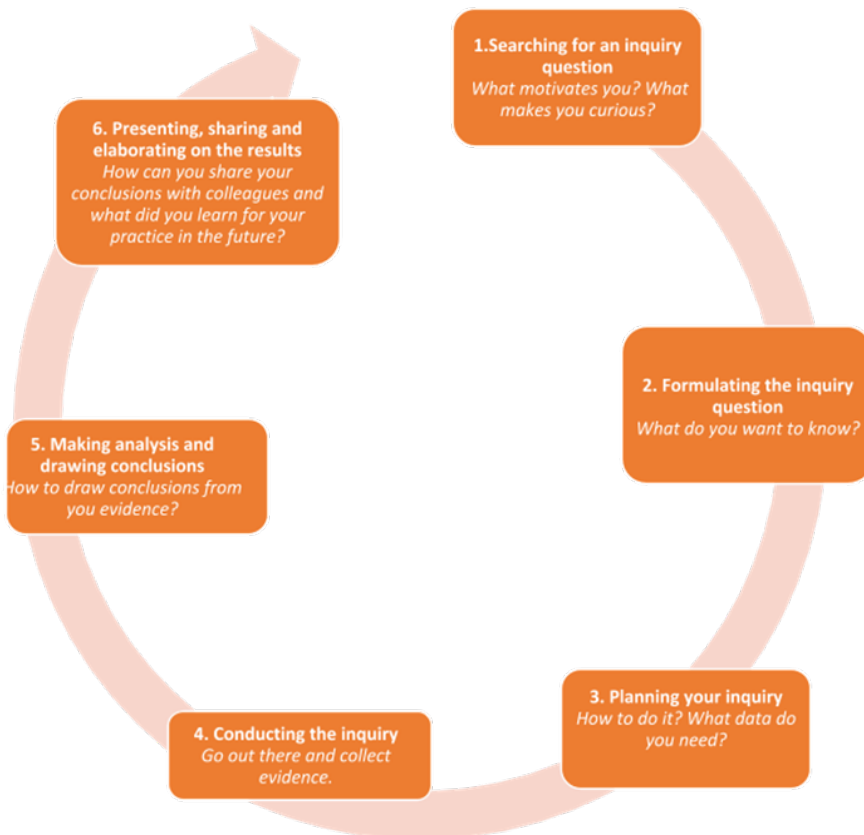 1.Searching for an inquiry
question
What motivates you? What
makes you curious?
2. Formulating the inquiry
question
What do you want to know?
3. Planning your inquiry
How to do it? What data do
you need?
4. Conducting the inquiry
Go out there and collect
evidence.
5. Making analysis and
drawing conclusions
How to draw conclusions from
you evidence?
6. Presenting, sharing and
elaborating on the results
How can you share your
conclusions with colleagues and
what did you learn for your
practice in the future?